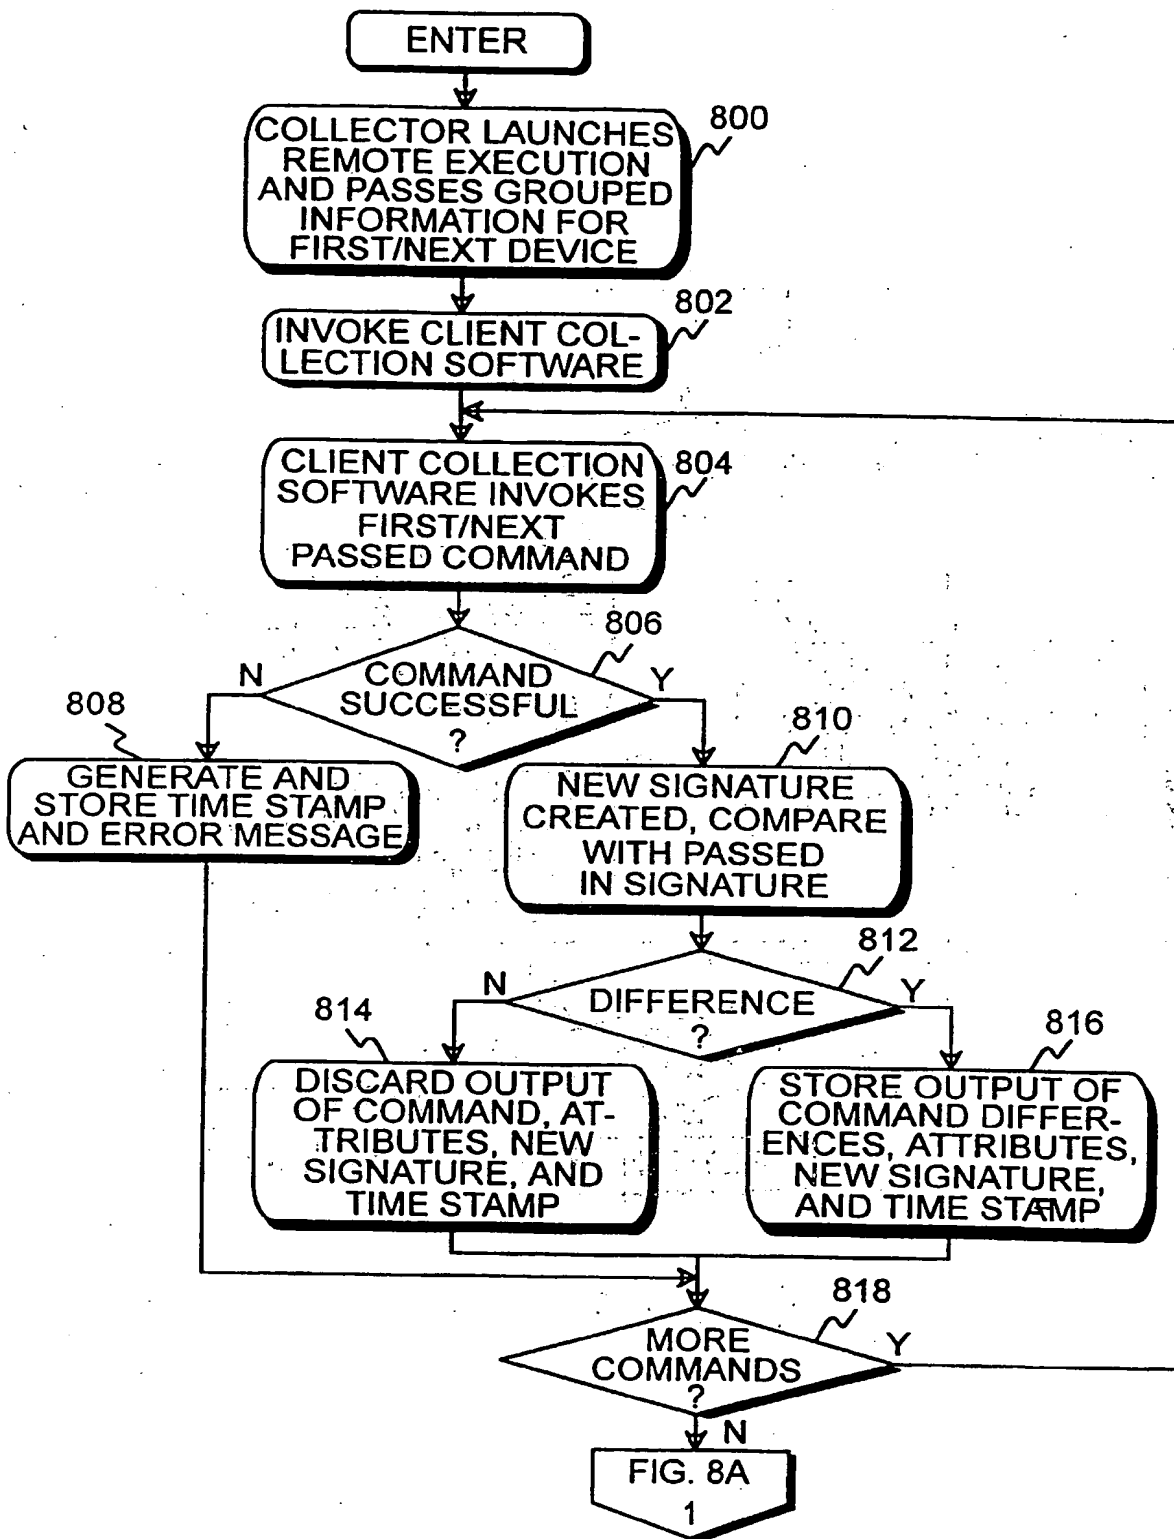 ENTER
800
COLLECTOR LAUNCHES
REMOTE EXECUTION
AND PASSES GROUPED
INFORMATION FOR
FIRST/NEXT DEVICE
802
INVOKE CLIENT COL-
LECTION SOFTWARE
804
CLIENT COLLECTION
SOFTWARE INVOKES
FIRST/NEXT
PASSED COMMAND
806
N
COMMAND
SUCCESSFUL
?
Y
808
GENERATE AND
STORE TIME STAMP
AND ERROR MESSAGE
810
NEW SIGNATURE
CREATED, COMPARE
WITH PASSED
IN SIGNATURE
812
N
DIFFERENCE
?
Y
814
DISCARD OUTPUT
OF COMMAND, AT-
TRIBUTES, NEW
SIGNATURE, AND
TIME STAMP
816
STORE OUTPUT OF
COMMAND DIFFER-
ENCES, ATTRIBUTES,
NEW SIGNATURE,
AND TIME STAMP
818
MORE
COMMANDS
?
Y
N
FIG. 8A
1